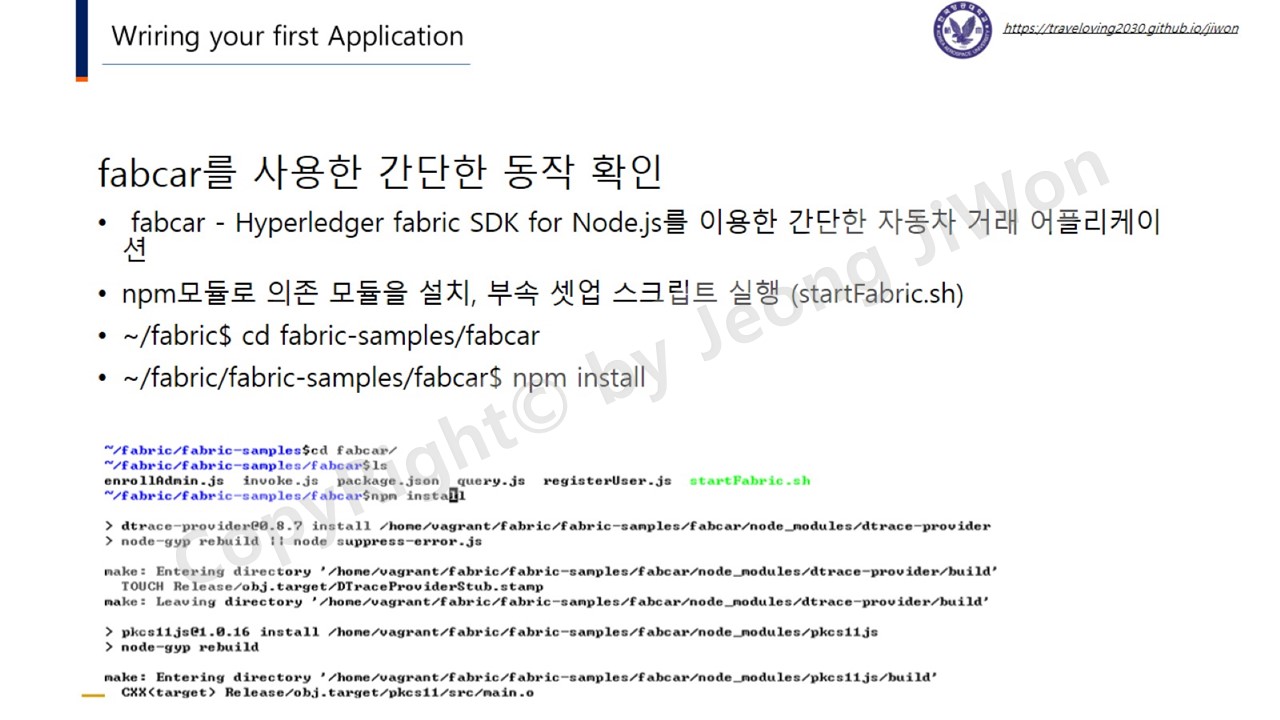 Wriring your first Application
https://traveloving2030.github.io/jiwon
fabcar를 사용한 간단한 동작 확인
• fabcar - Hyperledger fabric SDK for Node.js를 이용한 간단한 자동차 거래 어플리케이
션
• npm모듈로 의존 모듈을 설치, 부속 셋업 스크립트 실행 (startFabric.sh)
• ~/fabric$ cd fabric-samples/fabcar
• ~/fabric/fabric-samples/fabcar$ npm install
CopyRight© by Jeong JiWon
~/fabric/fabric-samples$cd fabcar/
~/fabric/fabric-samples/fabcar$ls
enrollAdmin.js invoke.js package.json query.js registerUser.js startFabric.sh
~/fabric/fabric-samples/fabcar$npm install
> dtrace-provider@0.8.7 install /home/vagrant/fabric/fabric-samples/fabcar/node_modules/dtrace-provider
> node-gyp rebuild || node suppress-error.js
make: Entering directory '/home/vagrant/fabric/fabric-samples/fabcar/node_modules/dtrace-provider/build'
TOUCH Release/obj.target/DTraceProviderStub.stamp
make: Leaving directory '/home/vagrant/fabric/fabric-samples/fabcar/node_modules/dtrace-provider/build'
> pkcs11js@1.0.16 install /home/vagrant/fabric/fabric-samples/fabcar/node_modules/pkcs11js
> node-gyp rebuild
make: Entering directory '/home/vagrant/fabric/fabric-samples/fabcar/node_modules/pkcs11js/build'
CXX(target) Release/obj.target/pkcs11/src/main.o